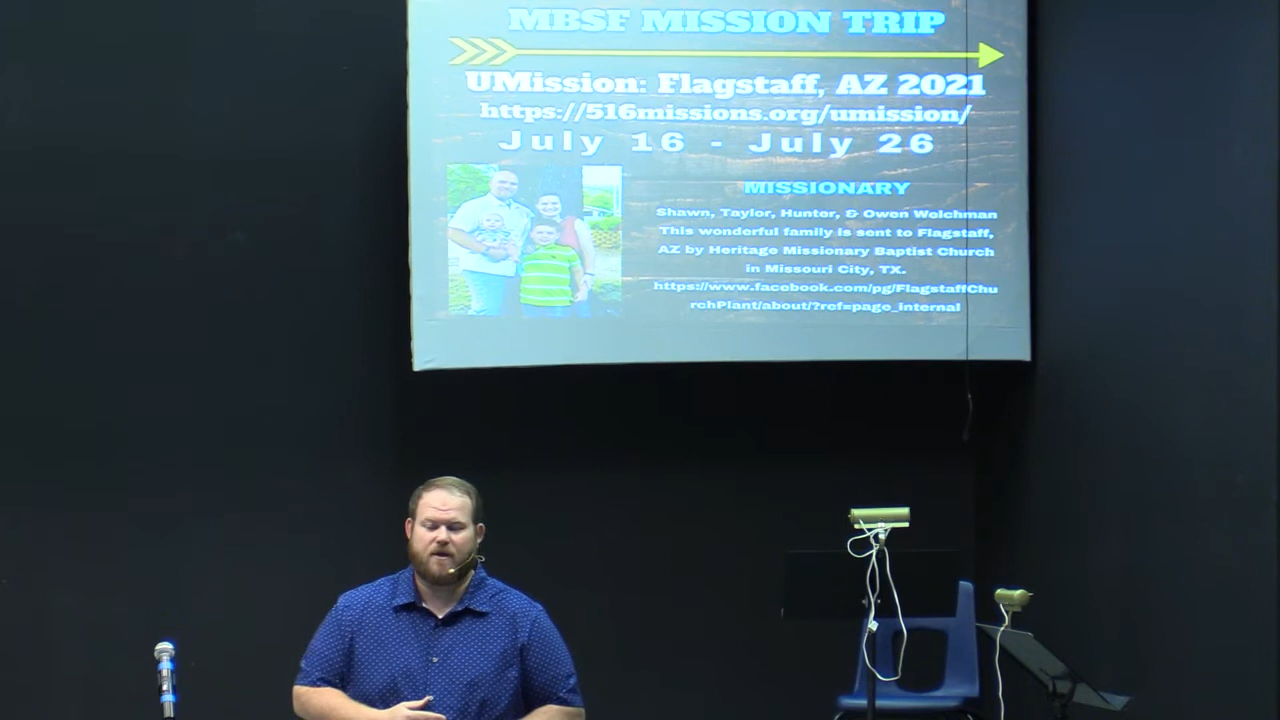 MBSF MISSION TRIP
UMission: Flagstaff, AZ 2021
https://516missions.org/umission/
July 16 - July 26
MISSIONARY
Shawn, Taylor, Hunter, & Owen Welchman
This wonderful family is sent to Flagstaff,
AZ by Heritage Missionary Baptist Church
in Missouri City, TX.
https://www.facebook.com/pg/FlagstaffChu
rchPlant/about/?ref=page_internal